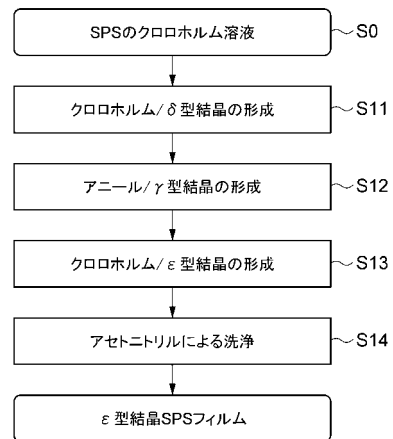 SPSのクロロホルム溶液
S0
クロロホルム/δ型結晶の形成
S11
アニール/γ型結晶の形成
S12
クロロホルム/ε型結晶の形成
S13
アセトニトリルによる洗浄
S14
ε型結晶SPSフィルム